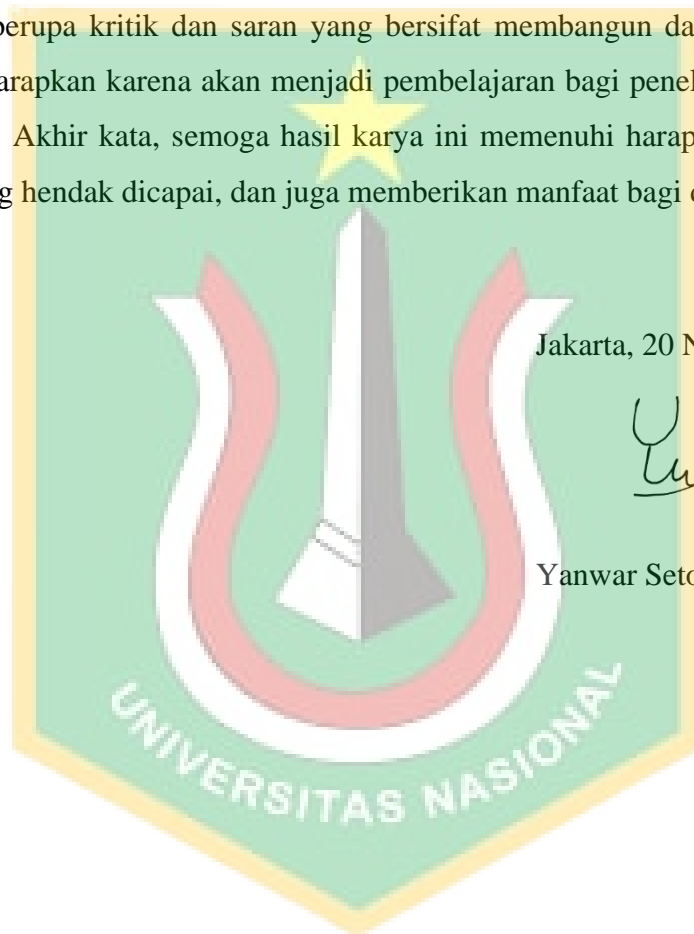 berupa kritik dan saran yang bersifat membangun da
arapkan karena akan menjadi pembelajaran bagi penel
Akhir kata, semoga hasil karya ini memenuhi harap
g hendak dicapai, dan juga memberikan manfaat bagi
Jakarta, 20 N
Yanwar Seto
UNIVERSITAS NASIONAL